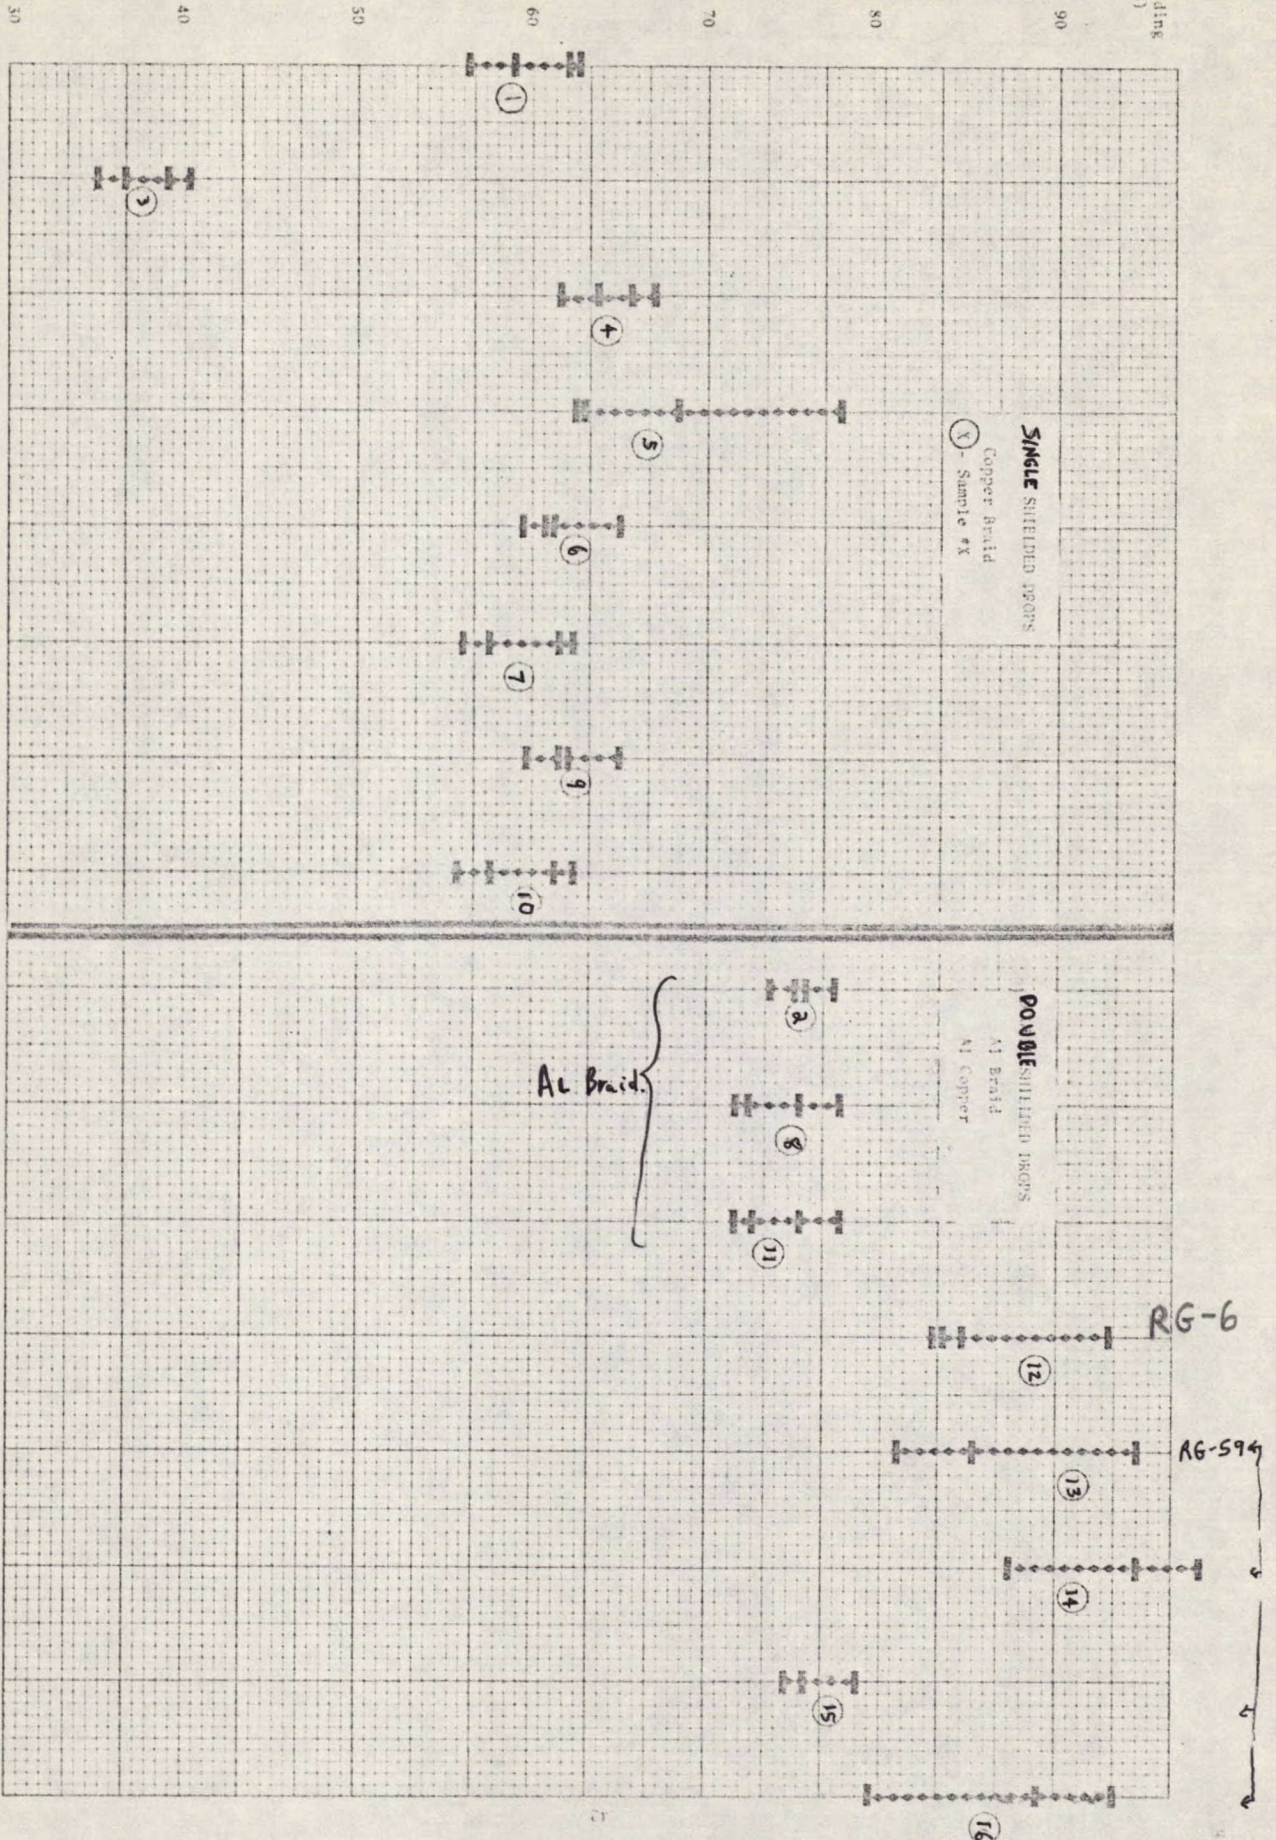 ding
)
90
80
70
60
50
40
30
SINGLE SHIELDED DROPS
Copper Braid
Ⓧ - Sample #X
1
3
4
5
6
7
9
10
DOUBLE SHIELDED DROPS
Al Braid
Al Copper
AL Braid.
2
8
11
12
RG-6
13
RG-59
14
15
16